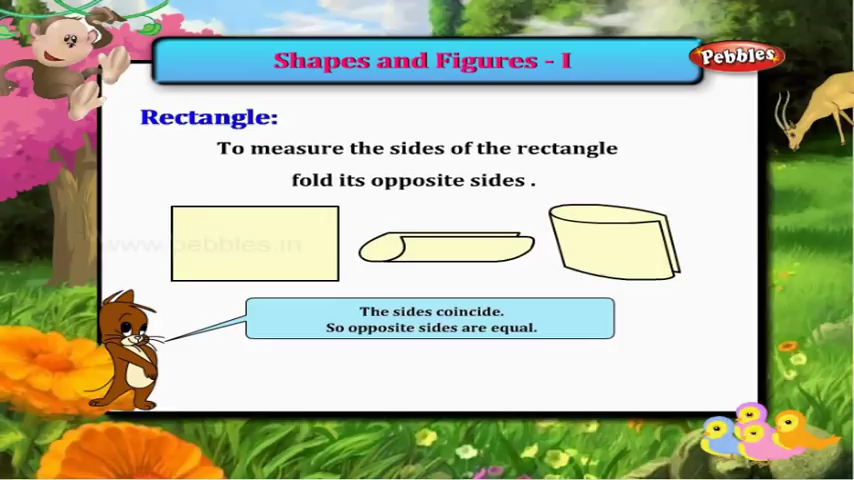 Shapes and Figures - I
Pebbles
Rectangle:
To measure the sides of the rectangle
fold its opposite sides .
www.pebbles.in
The sides coincide.
So opposite sides are equal.